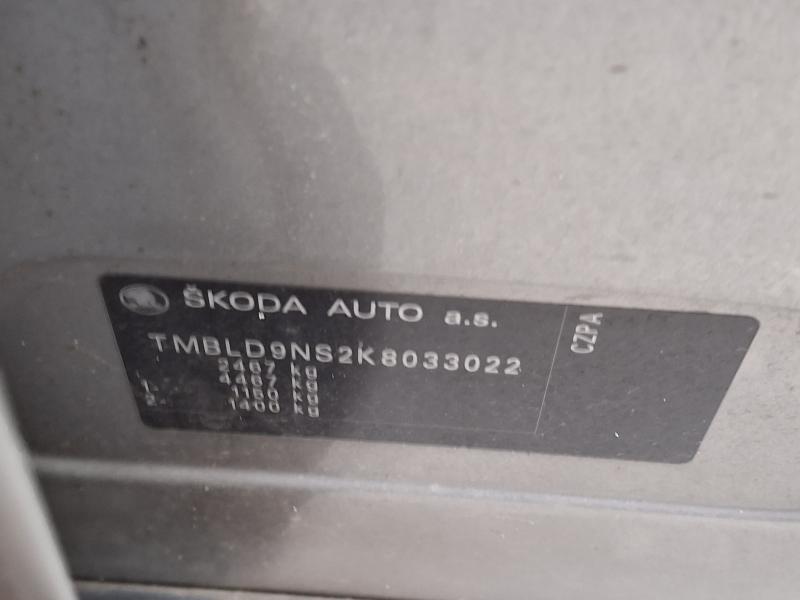 ŠKODA AUTO a.s.
TMBLD9NS2K8033022
2467 kg
4467 kg
1. 1150 kg
2. 1400 kg
CZPA